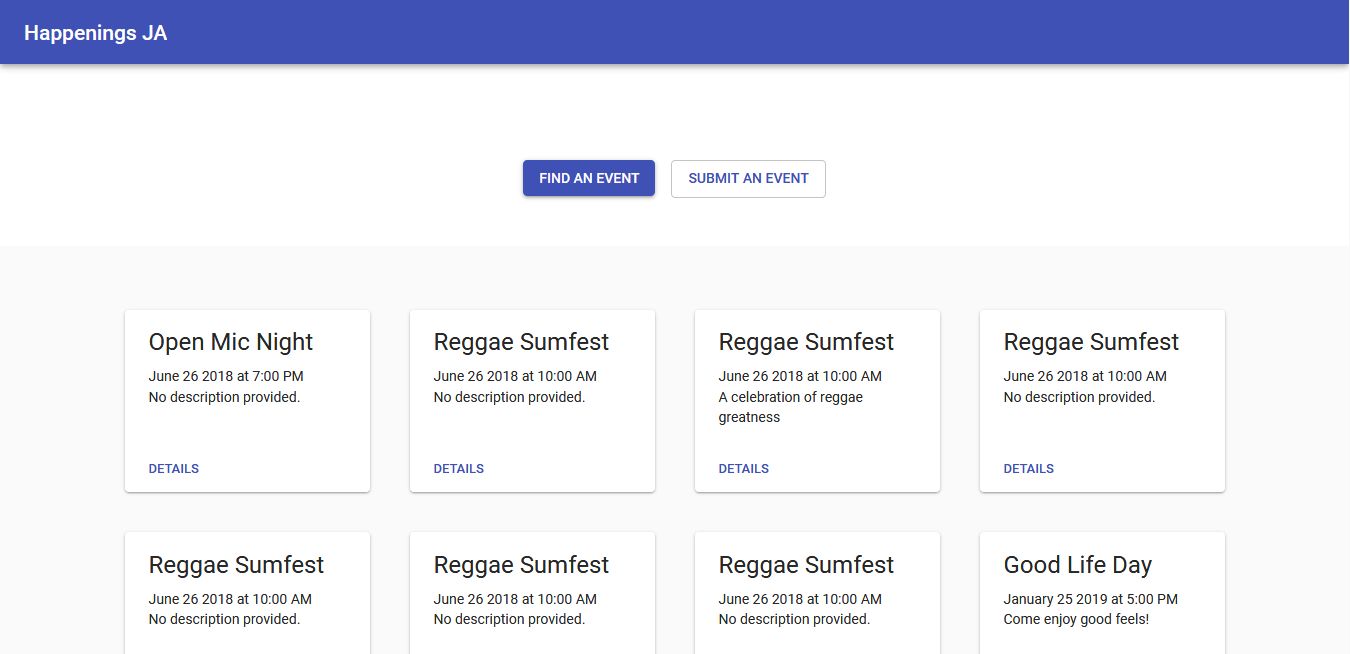 Happenings JA
FIND AN EVENT
SUBMIT AN EVENT
Open Mic Night
June 26 2018 at 7:00 PM
No description provided.
DETAILS
Reggae Sumfest
June 26 2018 at 10:00 AM
No description provided.
DETAILS
Reggae Sumfest
June 26 2018 at 10:00 AM
A celebration of reggae
greatness
DETAILS
Reggae Sumfest
June 26 2018 at 10:00 AM
No description provided.
DETAILS
Reggae Sumfest
June 26 2018 at 10:00 AM
No description provided.
Reggae Sumfest
June 26 2018 at 10:00 AM
No description provided.
Reggae Sumfest
June 26 2018 at 10:00 AM
No description provided.
Good Life Day
January 25 2019 at 5:00 PM
Come enjoy good feels!